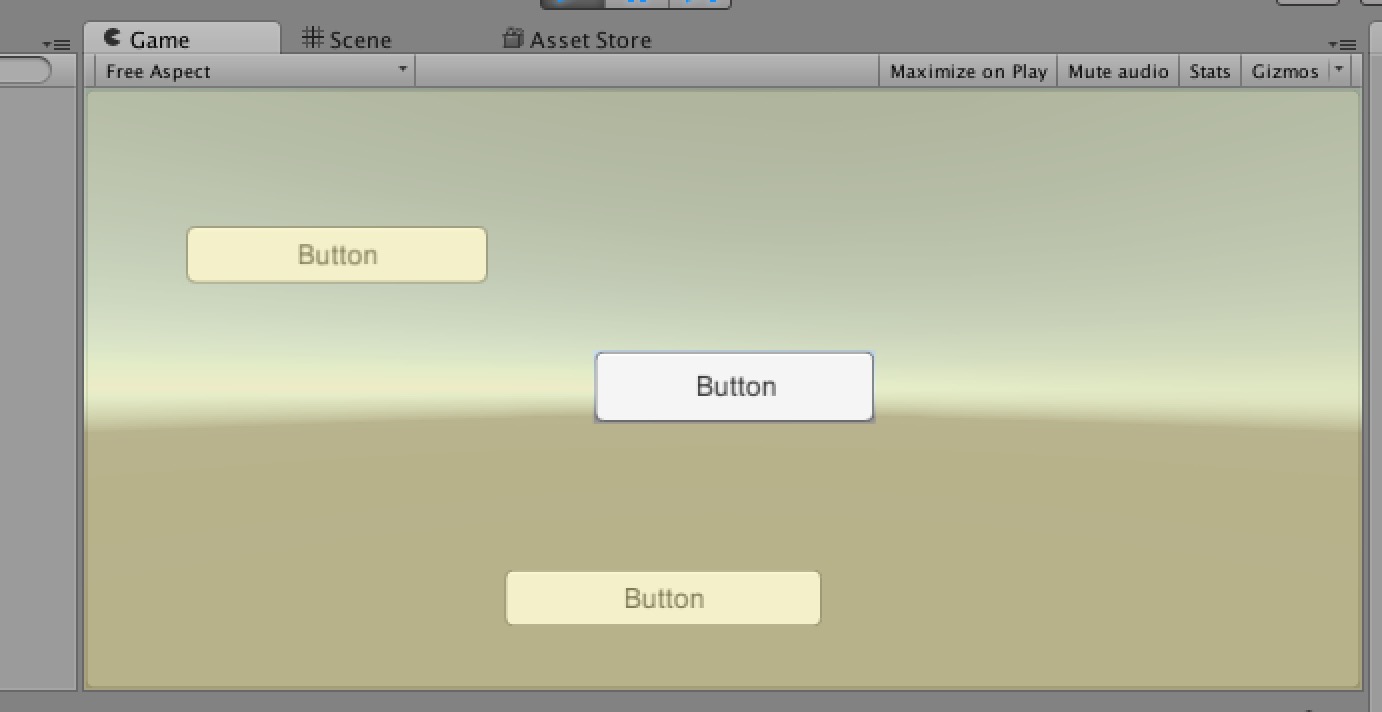 Game Scene Asset Store
Free Aspect Maximize on Play Mute audio Stats Gizmos
Button
Button
Button